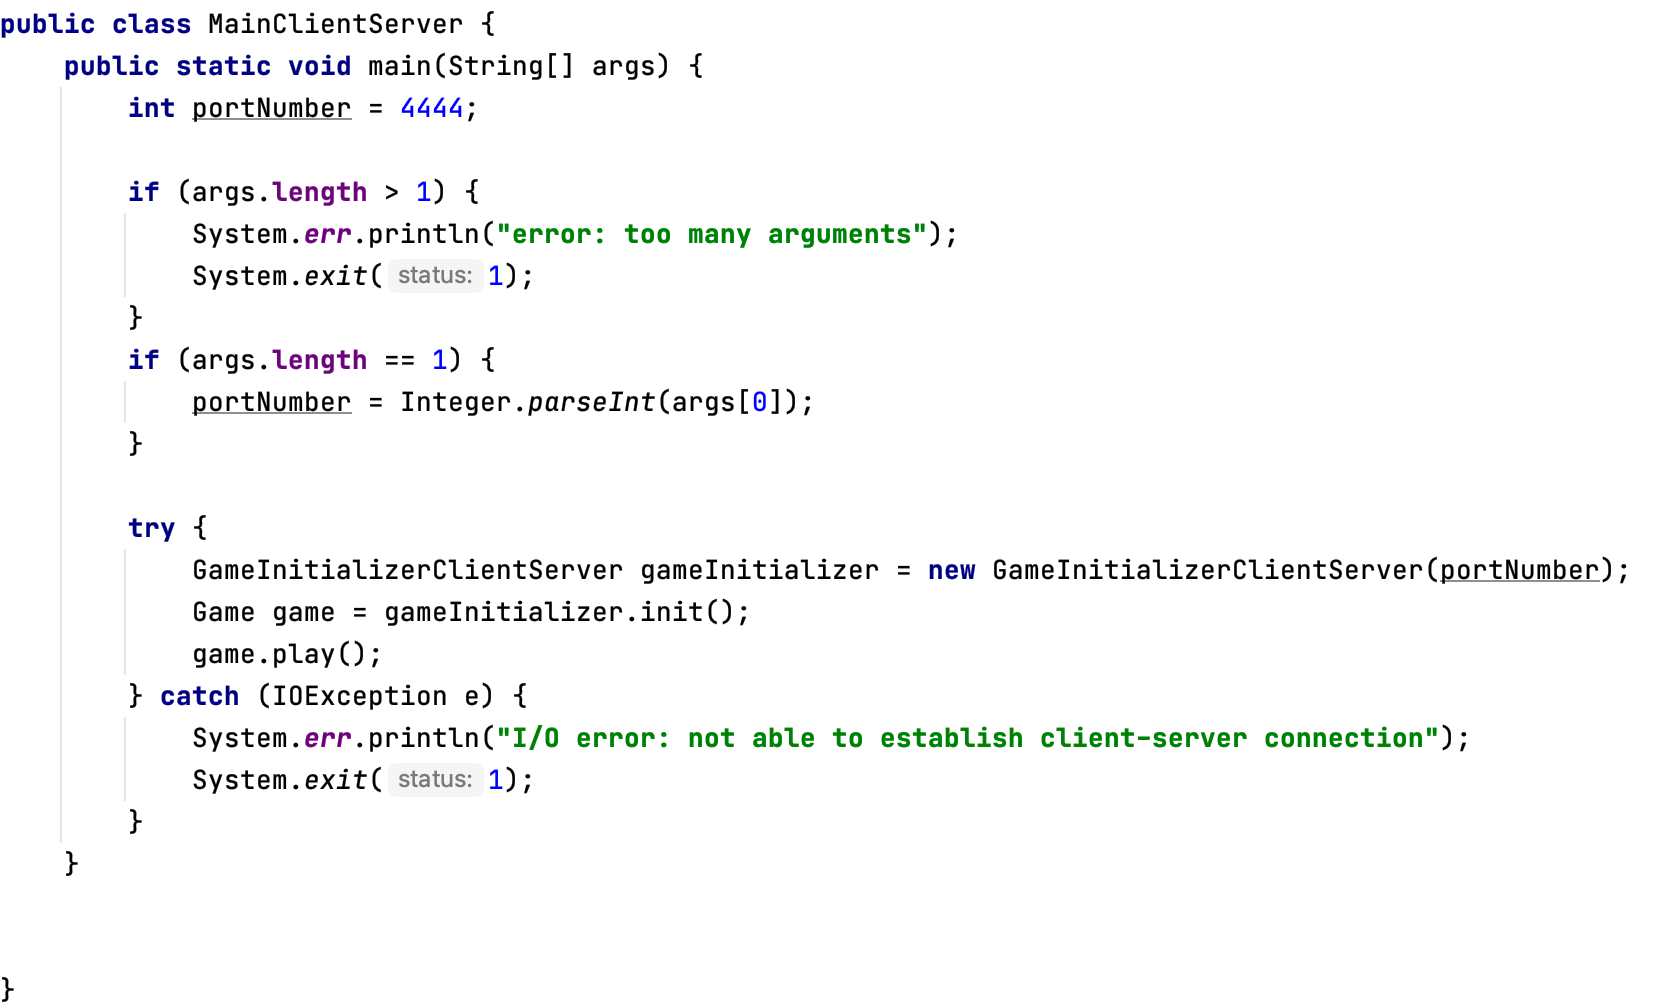 public class MainClientServer {
    public static void main(String[] args) {
        int portNumber = 4444;
        if (args.length > 1) {
            System.err.println("error: too many arguments");
            System.exit( status: 1);
        }
        if (args.length == 1) {
            portNumber = Integer.parseInt(args[0]);
        }
        try {
            GameInitializerClientServer gameInitializer = new GameInitializerClientServer(portNumber);
            Game game = gameInitializer.init();
            game.play();
        } catch (IOException e) {
            System.err.println("I/O error: not able to establish client-server connection");
            System.exit( status: 1);
        }
    }
}